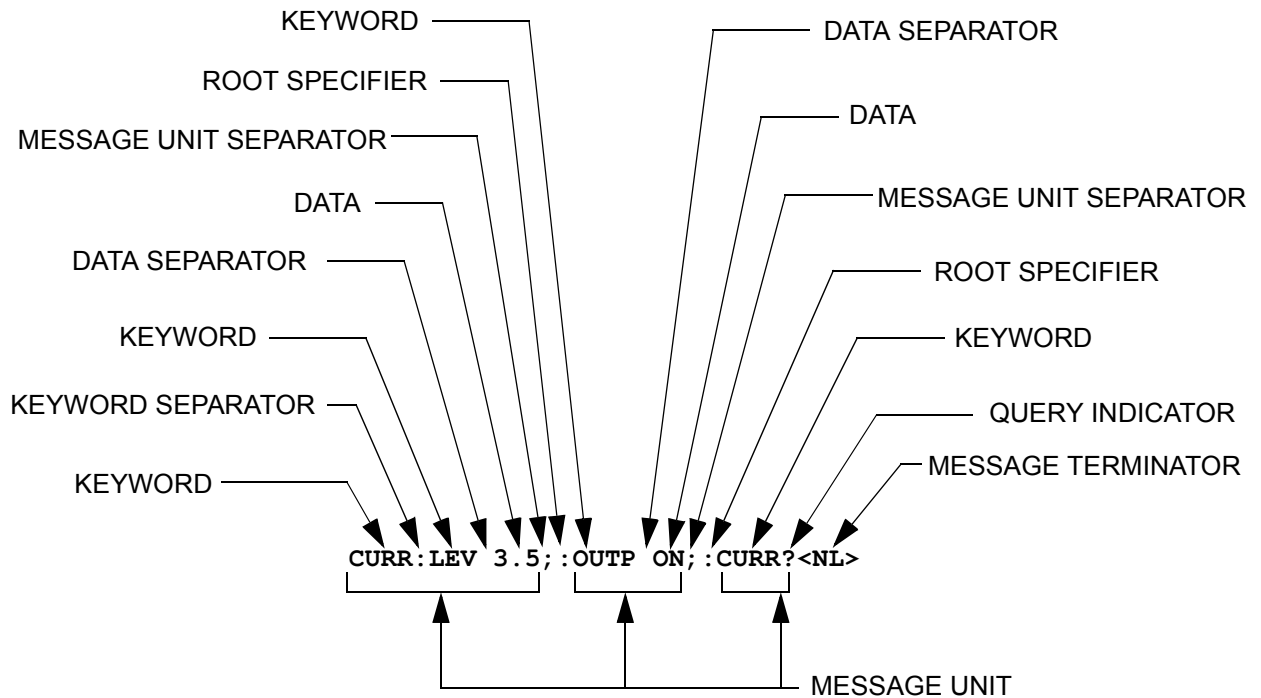 KEYWORD
DATA SEPARATOR
ROOT SPECIFIER
DATA
MESSAGE UNIT SEPARATOR
MESSAGE UNIT SEPARATOR
DATA
DATA SEPARATOR
ROOT SPECIFIER
KEYWORD
KEYWORD
KEYWORD SEPARATOR
QUERY INDICATOR
MESSAGE TERMINATOR
KEYWORD
CURR:LEV 3.5;:OUTP ON;:CURR?<NL>
MESSAGE UNIT